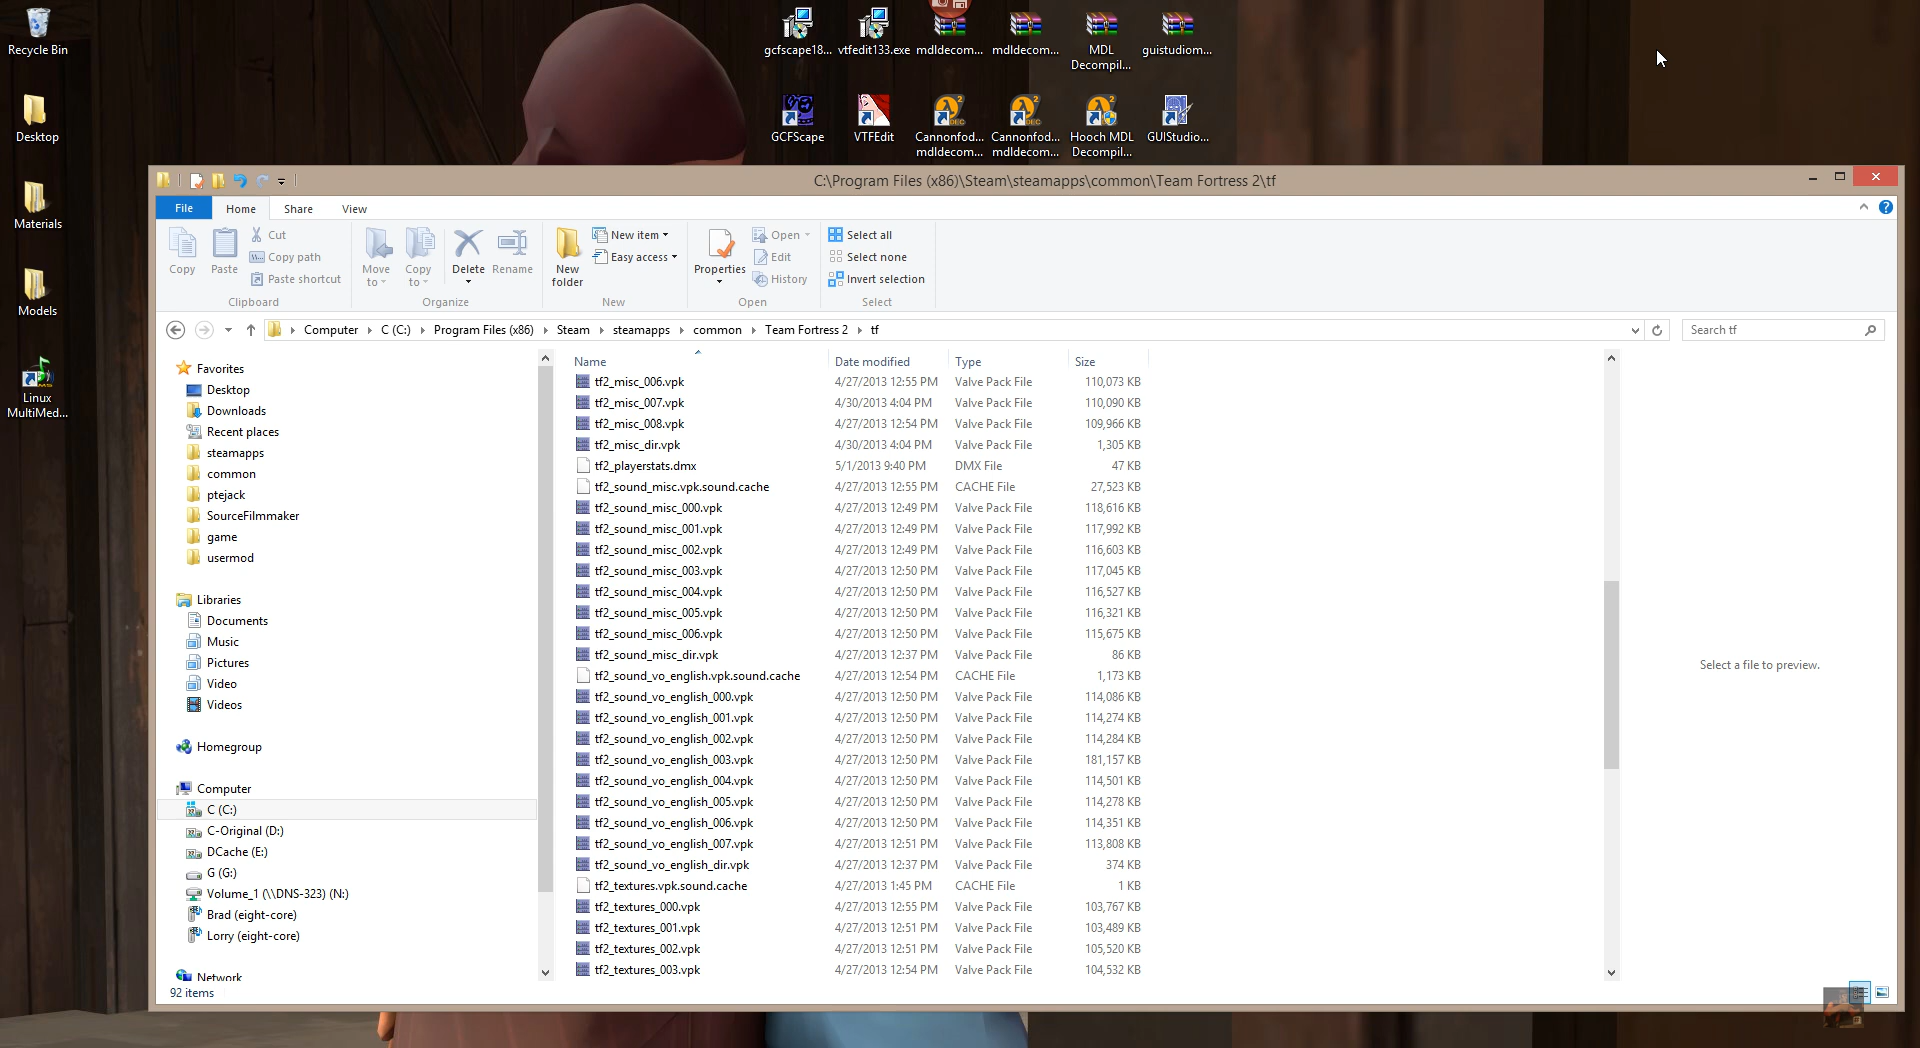 Recycle Bin
Desktop
Materials
Models
Linux
MultiMed...
gcfscape18...
vtfedit133.exe
mdldecom...
mdldecom...
MDL
Decompil...
guistudiom...
GCFScape
VTFEdit
Cannonfod...
mdldecom...
Cannonfod...
mdldecom...
Hooch MDL
Decompil...
GUIStudio...
C:\Program Files (x86)\Steam\steamapps\common\Team Fortress 2\tf
File Home Share View
Copy
Paste
Cut
Copy path
Paste shortcut
Clipboard
Move
to
Copy
to
Delete
Rename
Organize
New
folder
New item
Easy access
New
Properties
Open
Edit
History
Open
Select all
Select none
Invert selection
Select
Computer C (C:) Program Files (x86) Steam steamapps common Team Fortress 2 tf
Search tf
Favorites
Desktop
Downloads
Recent places
steamapps
common
ptejack
SourceFilmmaker
game
usermod
Libraries
Documents
Music
Pictures
Video
Videos
Homegroup
Computer
C (C:)
C-Original (D:)
DCache (E:)
G (G:)
Volume_1 (\\DNS-323) (N:)
Brad (eight-core)
Lorry (eight-core)
Network
Name Date modified Type Size
tf2_misc_006.vpk 4/27/2013 12:55 PM Valve Pack File 110,073 KB
tf2_misc_007.vpk 4/30/2013 4:04 PM Valve Pack File 110,090 KB
tf2_misc_008.vpk 4/27/2013 12:54 PM Valve Pack File 109,966 KB
tf2_misc_dir.vpk 4/30/2013 4:04 PM Valve Pack File 1,305 KB
tf2_playerstats.dmx 5/1/2013 9:40 PM DMX File 47 KB
tf2_sound_misc.vpk.sound.cache 4/27/2013 12:55 PM CACHE File 27,523 KB
tf2_sound_misc_000.vpk 4/27/2013 12:49 PM Valve Pack File 118,616 KB
tf2_sound_misc_001.vpk 4/27/2013 12:49 PM Valve Pack File 117,992 KB
tf2_sound_misc_002.vpk 4/27/2013 12:49 PM Valve Pack File 116,603 KB
tf2_sound_misc_003.vpk 4/27/2013 12:50 PM Valve Pack File 117,045 KB
tf2_sound_misc_004.vpk 4/27/2013 12:50 PM Valve Pack File 116,527 KB
tf2_sound_misc_005.vpk 4/27/2013 12:50 PM Valve Pack File 116,321 KB
tf2_sound_misc_006.vpk 4/27/2013 12:50 PM Valve Pack File 115,675 KB
tf2_sound_misc_dir.vpk 4/27/2013 12:37 PM Valve Pack File 86 KB
tf2_sound_vo_english.vpk.sound.cache 4/27/2013 12:54 PM CACHE File 1,173 KB
tf2_sound_vo_english_000.vpk 4/27/2013 12:50 PM Valve Pack File 114,086 KB
tf2_sound_vo_english_001.vpk 4/27/2013 12:50 PM Valve Pack File 114,274 KB
tf2_sound_vo_english_002.vpk 4/27/2013 12:50 PM Valve Pack File 114,284 KB
tf2_sound_vo_english_003.vpk 4/27/2013 12:50 PM Valve Pack File 181,157 KB
tf2_sound_vo_english_004.vpk 4/27/2013 12:50 PM Valve Pack File 114,501 KB
tf2_sound_vo_english_005.vpk 4/27/2013 12:50 PM Valve Pack File 114,278 KB
tf2_sound_vo_english_006.vpk 4/27/2013 12:50 PM Valve Pack File 114,351 KB
tf2_sound_vo_english_007.vpk 4/27/2013 12:51 PM Valve Pack File 113,808 KB
tf2_sound_vo_english_dir.vpk 4/27/2013 12:37 PM Valve Pack File 374 KB
tf2_textures.vpk.sound.cache 4/27/2013 1:45 PM CACHE File 1 KB
tf2_textures_000.vpk 4/27/2013 12:55 PM Valve Pack File 103,767 KB
tf2_textures_001.vpk 4/27/2013 12:51 PM Valve Pack File 103,489 KB
tf2_textures_002.vpk 4/27/2013 12:51 PM Valve Pack File 105,520 KB
tf2_textures_003.vpk 4/27/2013 12:54 PM Valve Pack File 104,532 KB
Select a file to preview.
92 items